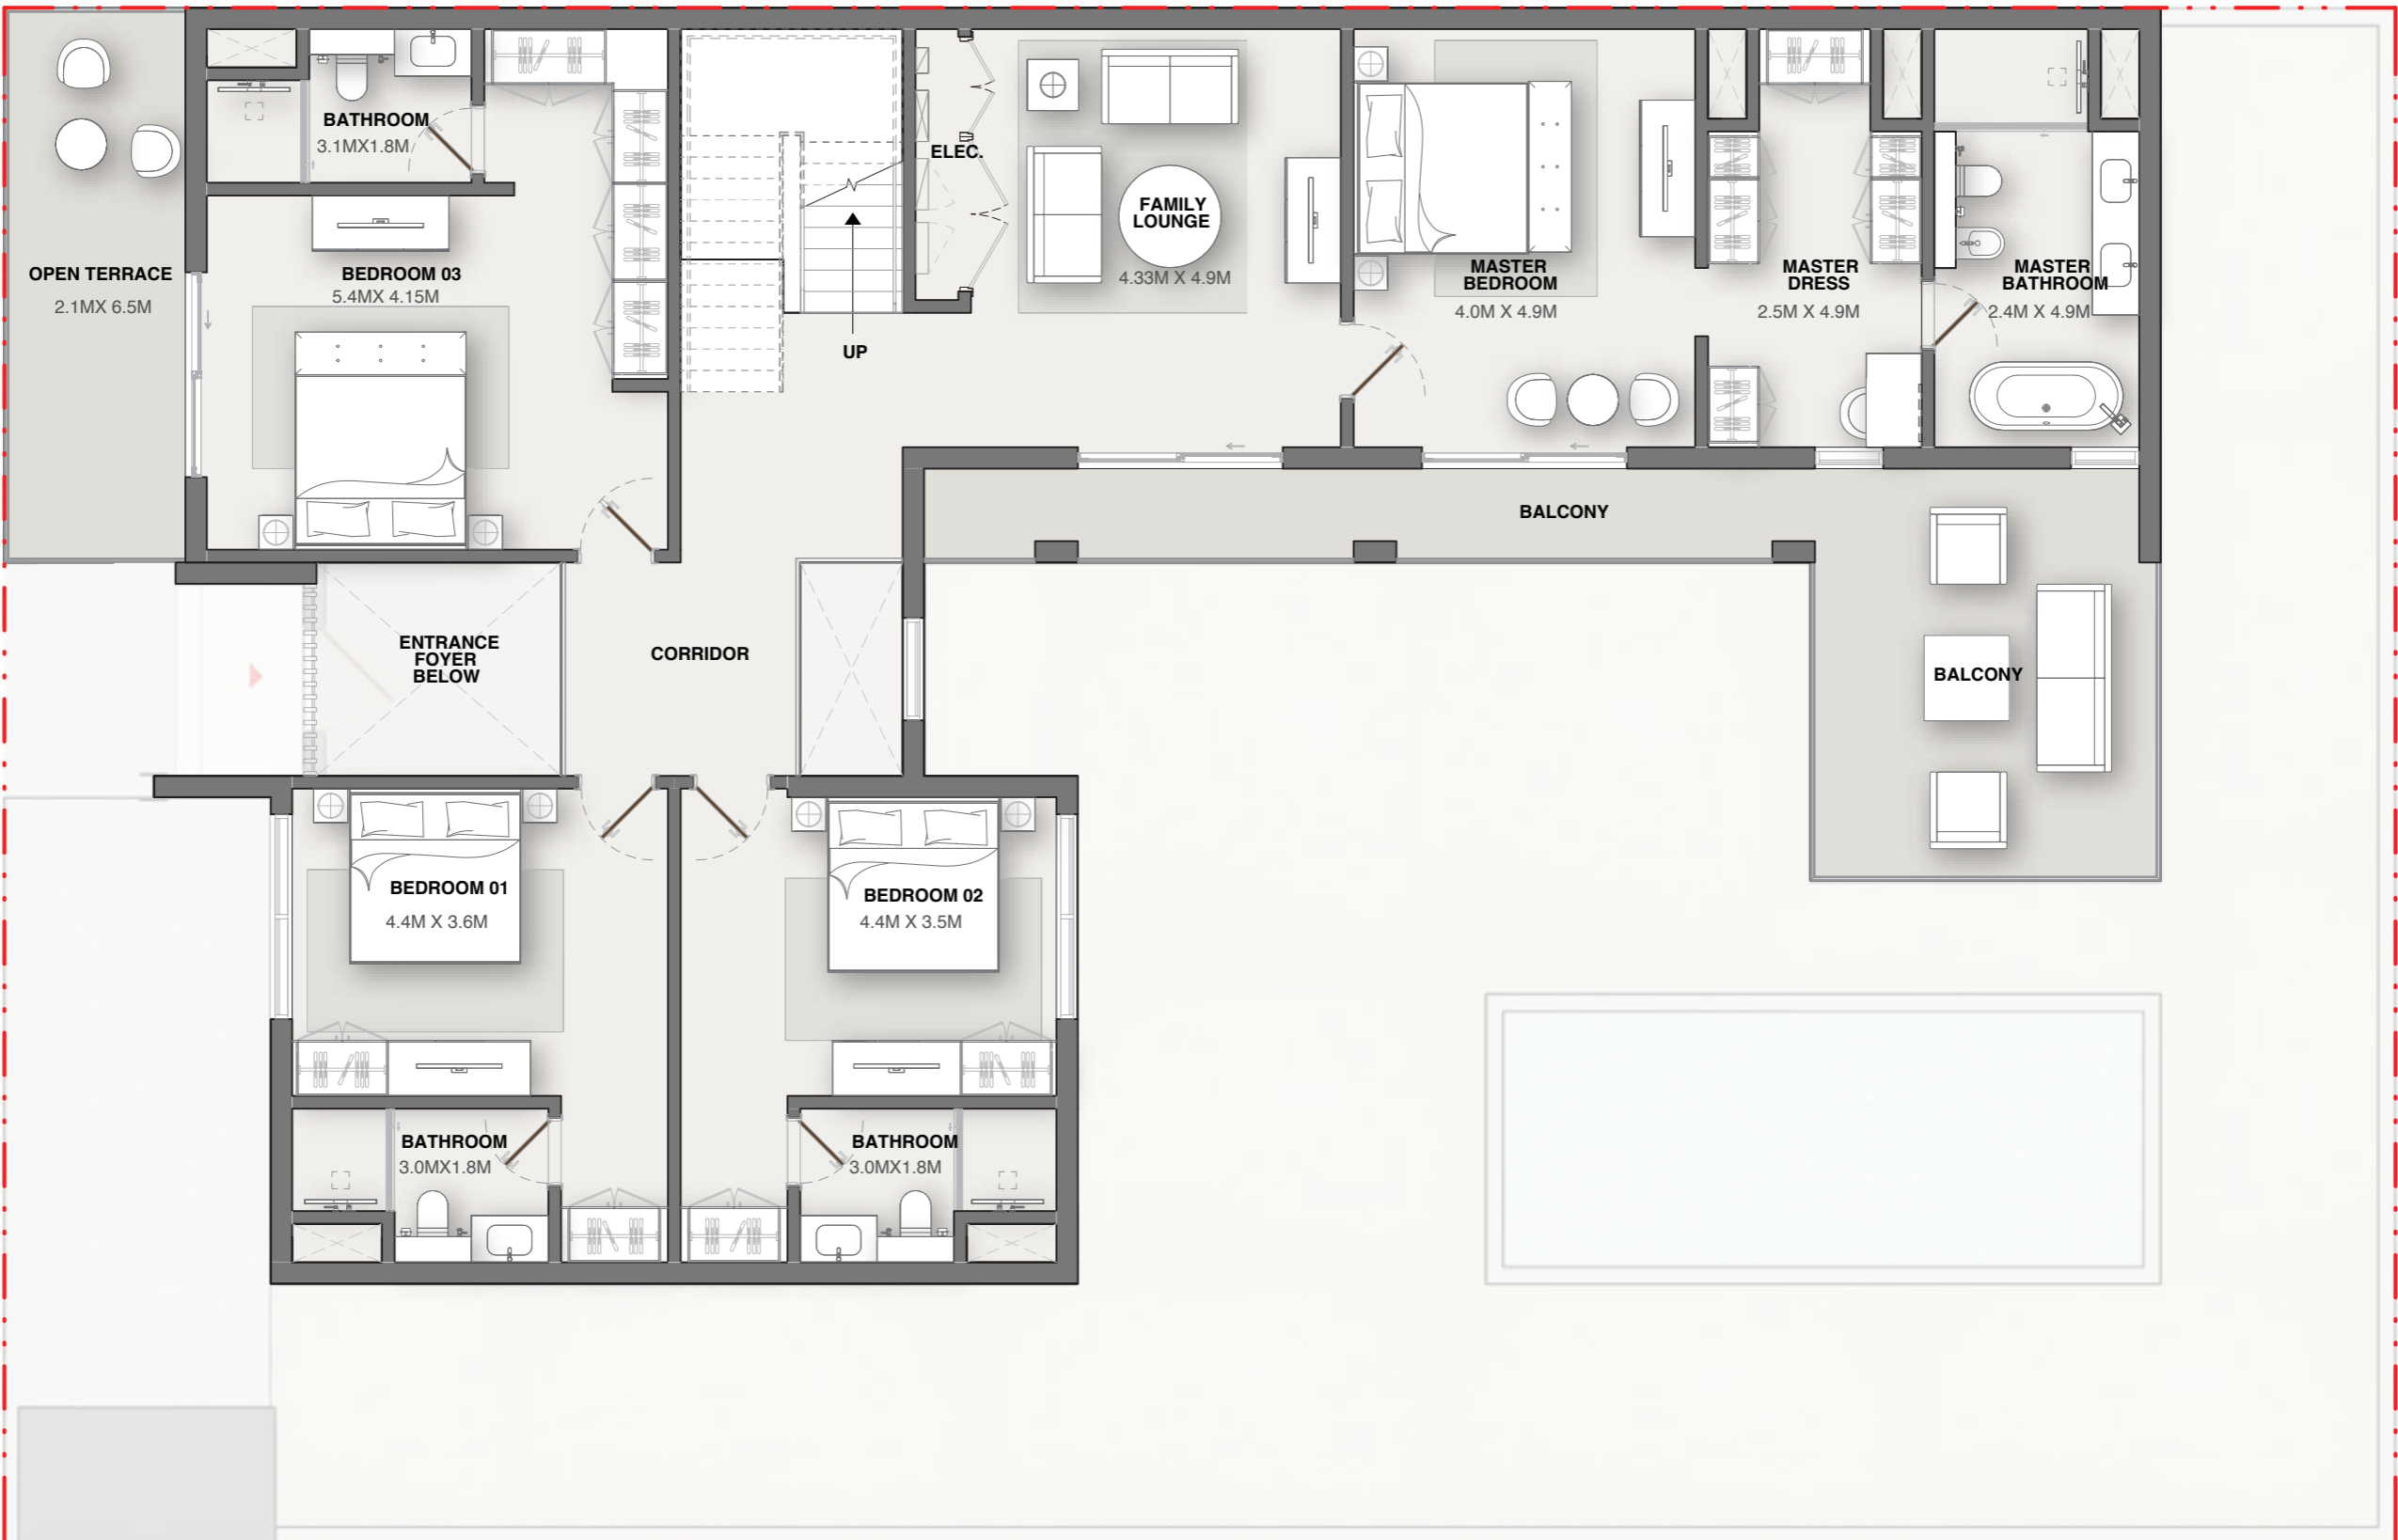 BATHROOM
3.1MX1.8M
ELEC.
FAMILY
LOUNGE
4.33M X 4.9M
OPEN TERRACE
2.1MX 6.5M
BEDROOM 03
5.4MX 4.15M
UP
MASTER
BEDROOM
4.0M X 4.9M
MASTER
DRESS
2.5M X 4.9M
MASTER
BATHROOM
2.4M X 4.9M
BALCONY
ENTRANCE
FOYER
BELOW
CORRIDOR
BALCONY
BEDROOM 01
4.4M X 3.6M
BEDROOM 02
4.4M X 3.5M
BATHROOM
3.0MX1.8M
BATHROOM
3.0MX1.8M